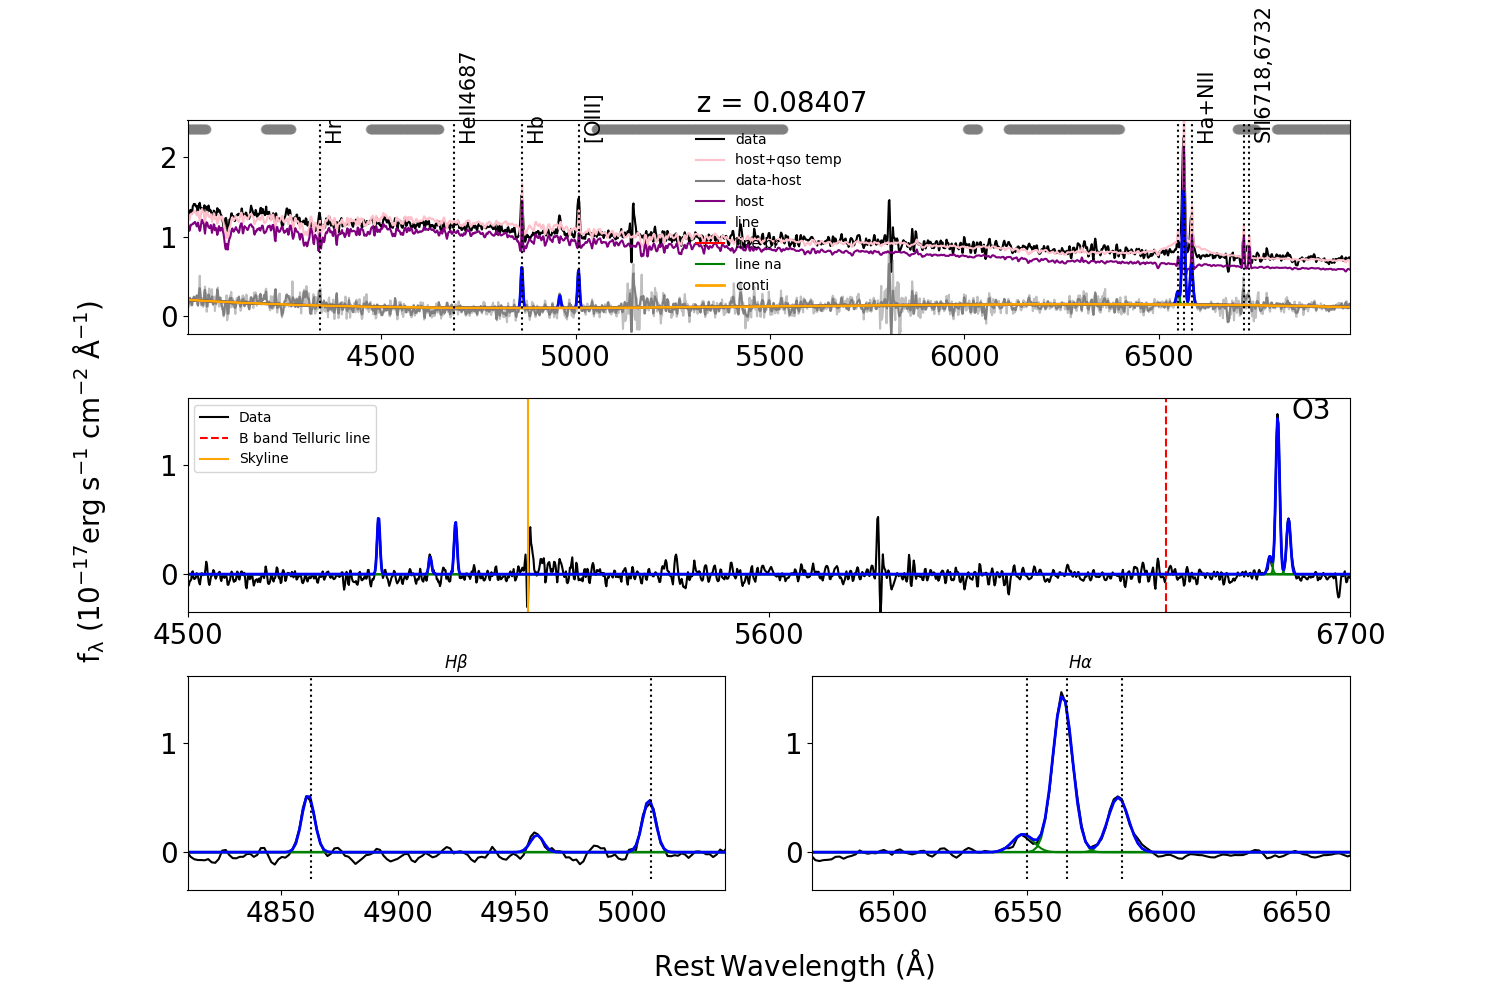 z = 0.08407
Hr
HeII4687
Hb
[OIII]
Ha+NII
SII6718,6732
data
host+qso temp
data-host
host
line
line na
conti
2
1
0
4500 5000 5500 6000 6500
fλ (10−17erg s−1 cm−2 Å−1)
Data
B band Telluric line
Skyline
O3
1
0
4500 5600 6700
Hβ
1
0
4850 4900 4950 5000
Hα
1
0
6500 6550 6600 6650
Rest Wavelength (Å)